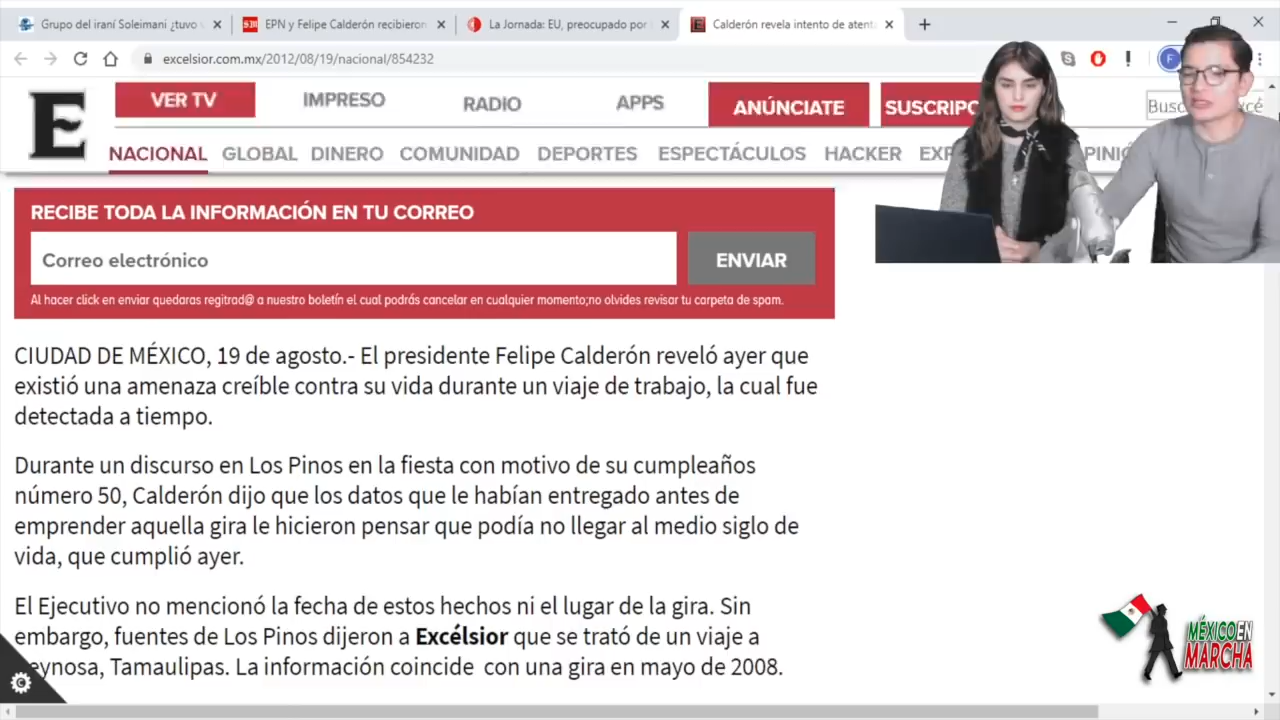 Grupo del iraní Soleimani ¿tuvo
EPN y Felipe Calderón recibieron
La Jornada: EU, preocupado por
Calderón revela intento de atent
excelsior.com.mx/2012/08/19/nacional/854232
VER TV
IMPRESO
RADIO
APPS
ANÚNCIATE
NACIONAL
GLOBAL
DINERO
COMUNIDAD
DEPORTES
ESPECTÁCULOS
HACKER
RECIBE TODA LA INFORMACIÓN EN TU CORREO
Correo electrónico
ENVIAR
Al hacer click en enviar quedaras regitrad@ a nuestro boletín el cual podrás cancelar en cualquier momento;no olvides revisar tu carpeta de spam.
CIUDAD DE MÉXICO, 19 de agosto.- El presidente Felipe Calderón reveló ayer que
existió una amenaza creíble contra su vida durante un viaje de trabajo, la cual fue
detectada a tiempo.
Durante un discurso en Los Pinos en la fiesta con motivo de su cumpleaños
número 50, Calderón dijo que los datos que le habían entregado antes de
emprender aquella gira le hicieron pensar que podía no llegar al medio siglo de
vida, que cumplió ayer.
El Ejecutivo no mencionó la fecha de estos hechos ni el lugar de la gira. Sin
embargo, fuentes de Los Pinos dijeron a Excélsior que se trató de un viaje a
eynosa, Tamaulipas. La información coincide con una gira en mayo de 2008.
MÉXICO EN
MARCHA